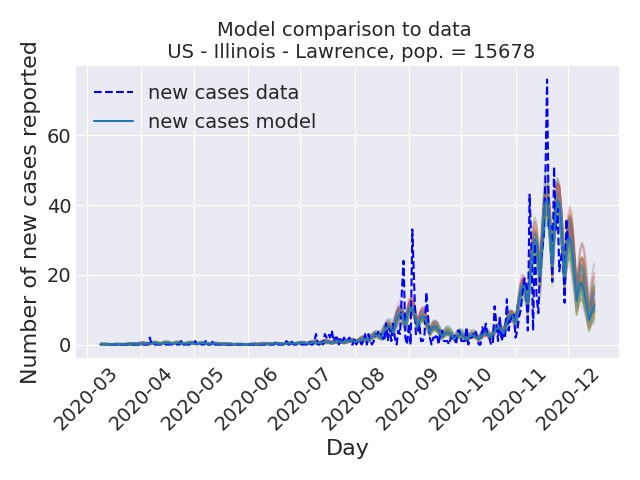 Model comparison to data
US - Illinois - Lawrence, pop. = 15678
Number of new cases reported
60
40
20
0
new cases data
new cases model
2020-03
2020-04
2020-05
2020-06
2020-07
2020-08
2020-09
2020-10
2020-11
2020-12
Day